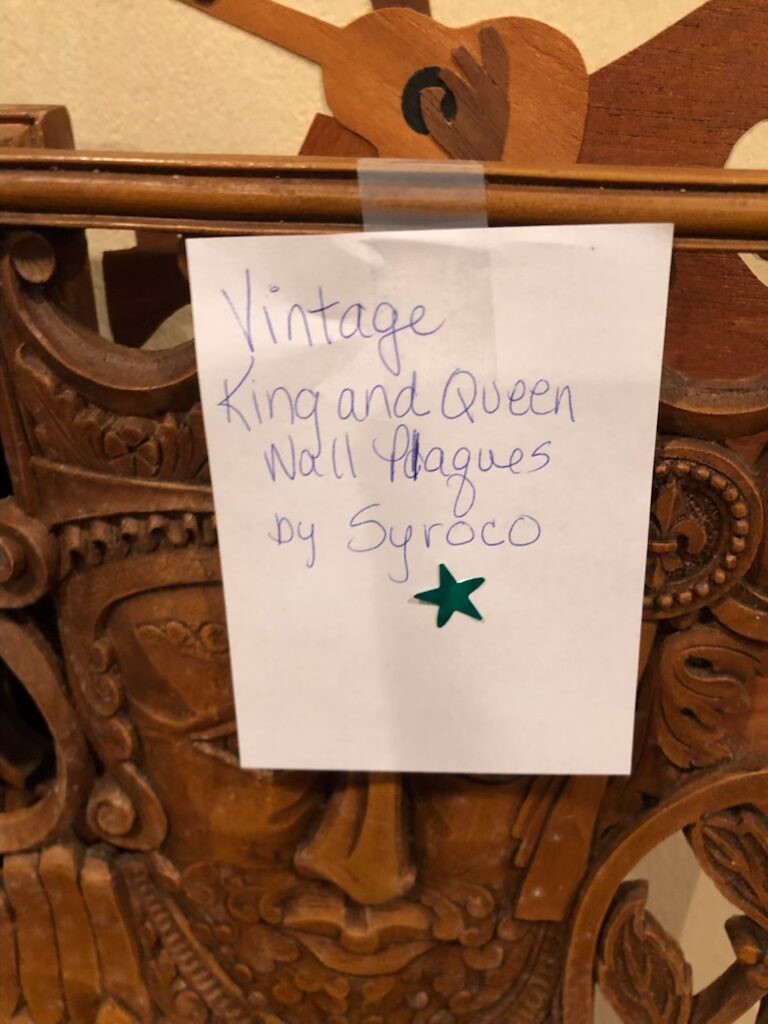 Vintage
King and Queen
Wall Plaques
by Syroco